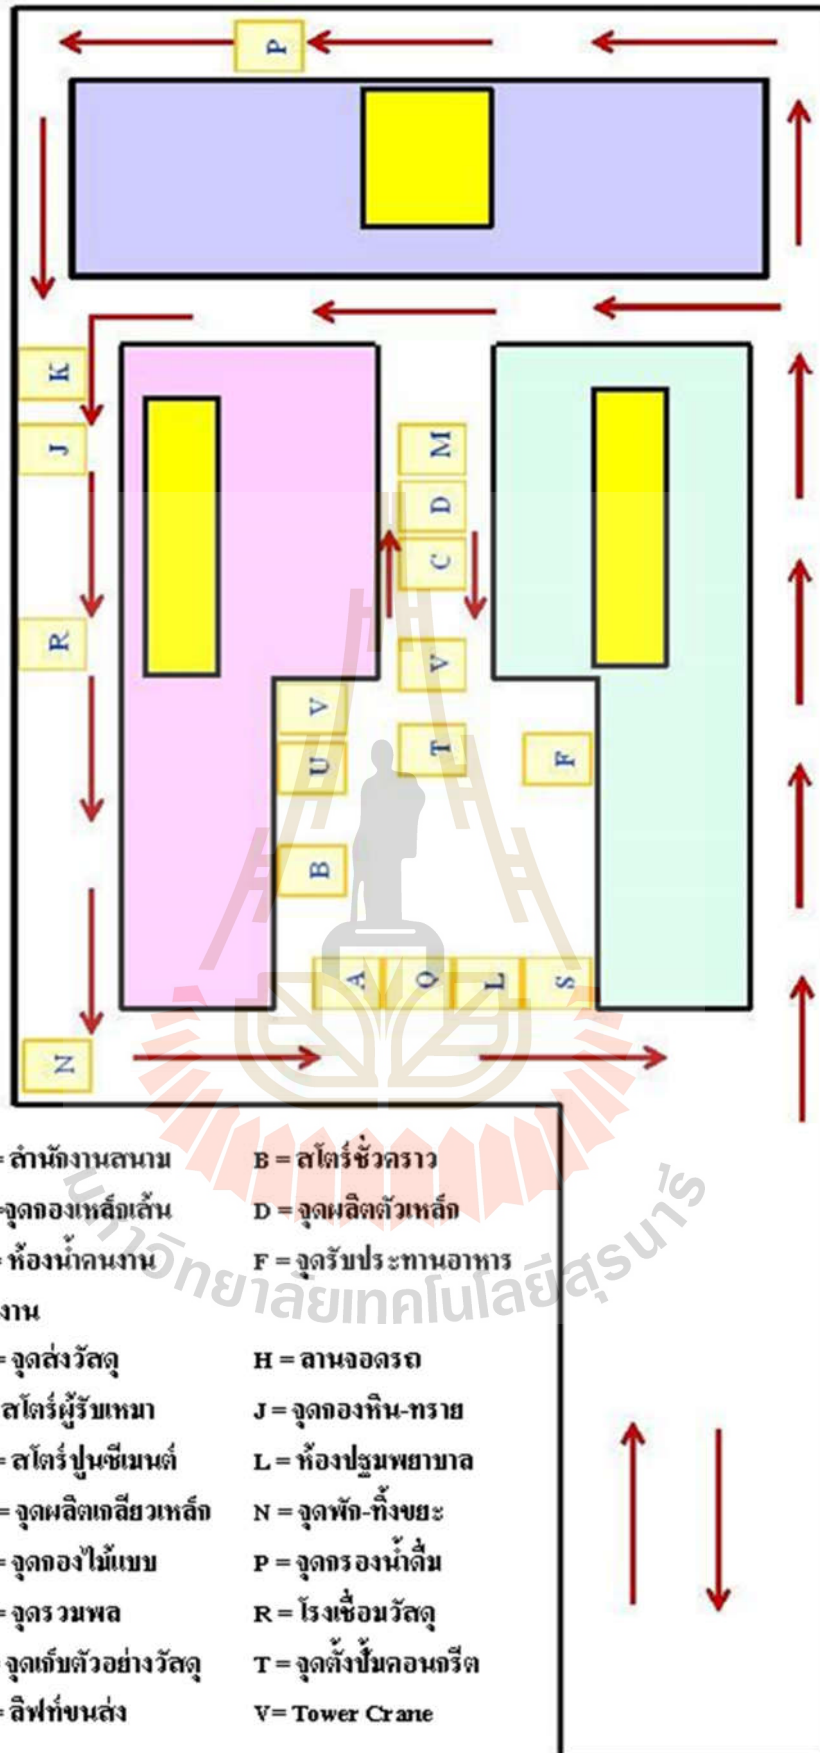 P
K
J
M
D
C
R
V
V
T
U
F
B
A
Q
L
S
N
= สำนักงานสนาม B = สโตร์ชั่วคราว
=จุดกองเหล็กเส้น D = จุดผลิตตัวเหล็ก
= ห้องน้ำคนงาน F = จุดรับประทานอาหาร
งาน
= จุดส่งวัสดุ H = ลานจอดรถ
สโตร์ผู้รับเหมา J = จุดกองหิน-ทราย
= สโตร์ปูนซีเมนต์ L = ห้องปฐมพยาบาล
= จุดผลิตเกลียวเหล็ก N = จุดพัก-ทิ้งขยะ
= จุดกองไม้แบบ P = จุดกรองน้ำดื่ม
= จุดรวมพล R = โรงเชื่อมวัสดุ
จุดเก็บตัวอย่างวัสดุ T = จุดตั้งปั้มคอนกรีต
= ลิฟท์ขนส่ง V= Tower Crane
มหาวิทยาลัยเทคโนโลยีสุรนารี